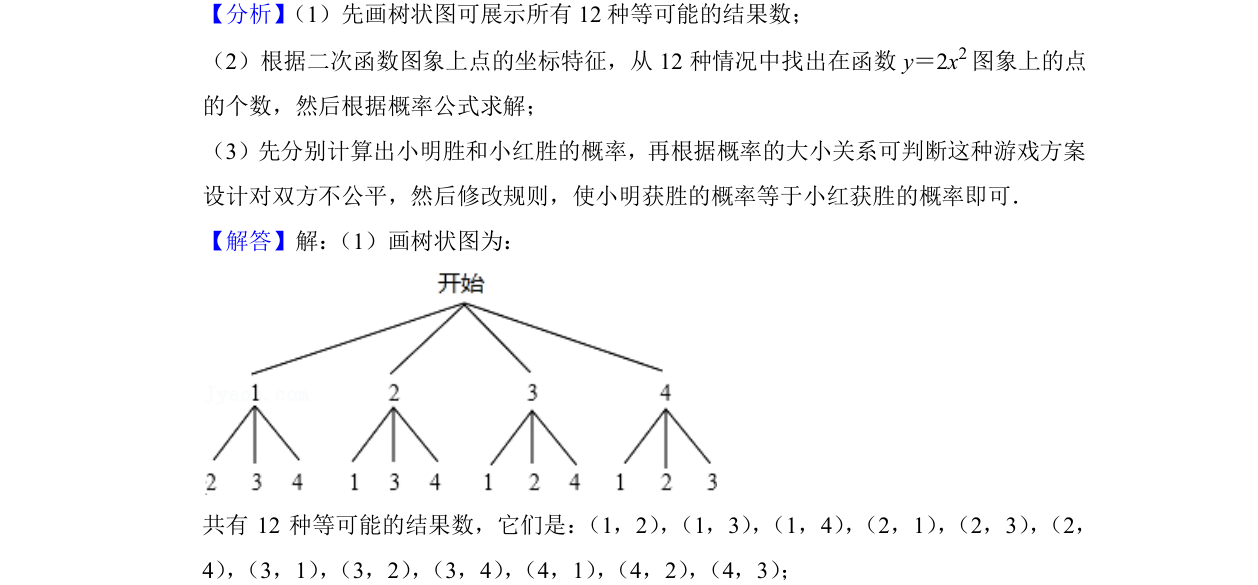 【分析】（1）先画树状图可展示所有 12 种等可能的结果数；
（2）根据二次函数图象上点的坐标特征，从 12 种情况中找出在函数 y＝2x² 图象上的点
的个数，然后根据概率公式求解；
（3）先分别计算出小明胜和小红胜的概率，再根据概率的大小关系可判断这种游戏方案
设计对双方不公平，然后修改规则，使小明获胜的概率等于小红获胜的概率即可．
【解答】解：（1）画树状图为：
开始
1 2 3 4
2 3 4 1 3 4 1 2 4 1 2 3
共有 12 种等可能的结果数，它们是：（1，2），（1，3），（1，4），（2，1），（2，3），（2，
4），（3，1），（3，2），（3，4），（4，1），（4，2），（4，3）；